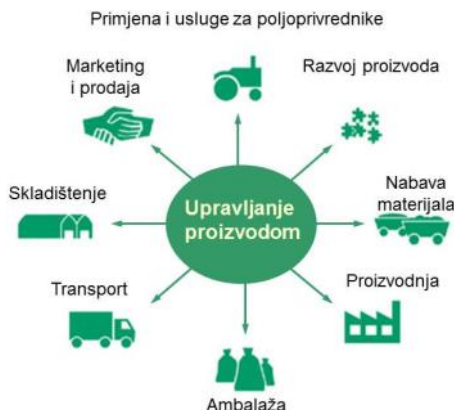 Primjena i usluge za poljoprivrednike
Marketing
i prodaja
Razvoj proizvoda
Skladištenje
Upravljanje
proizvodom
Nabava
materijala
Transport
Proizvodnja
Ambalaža